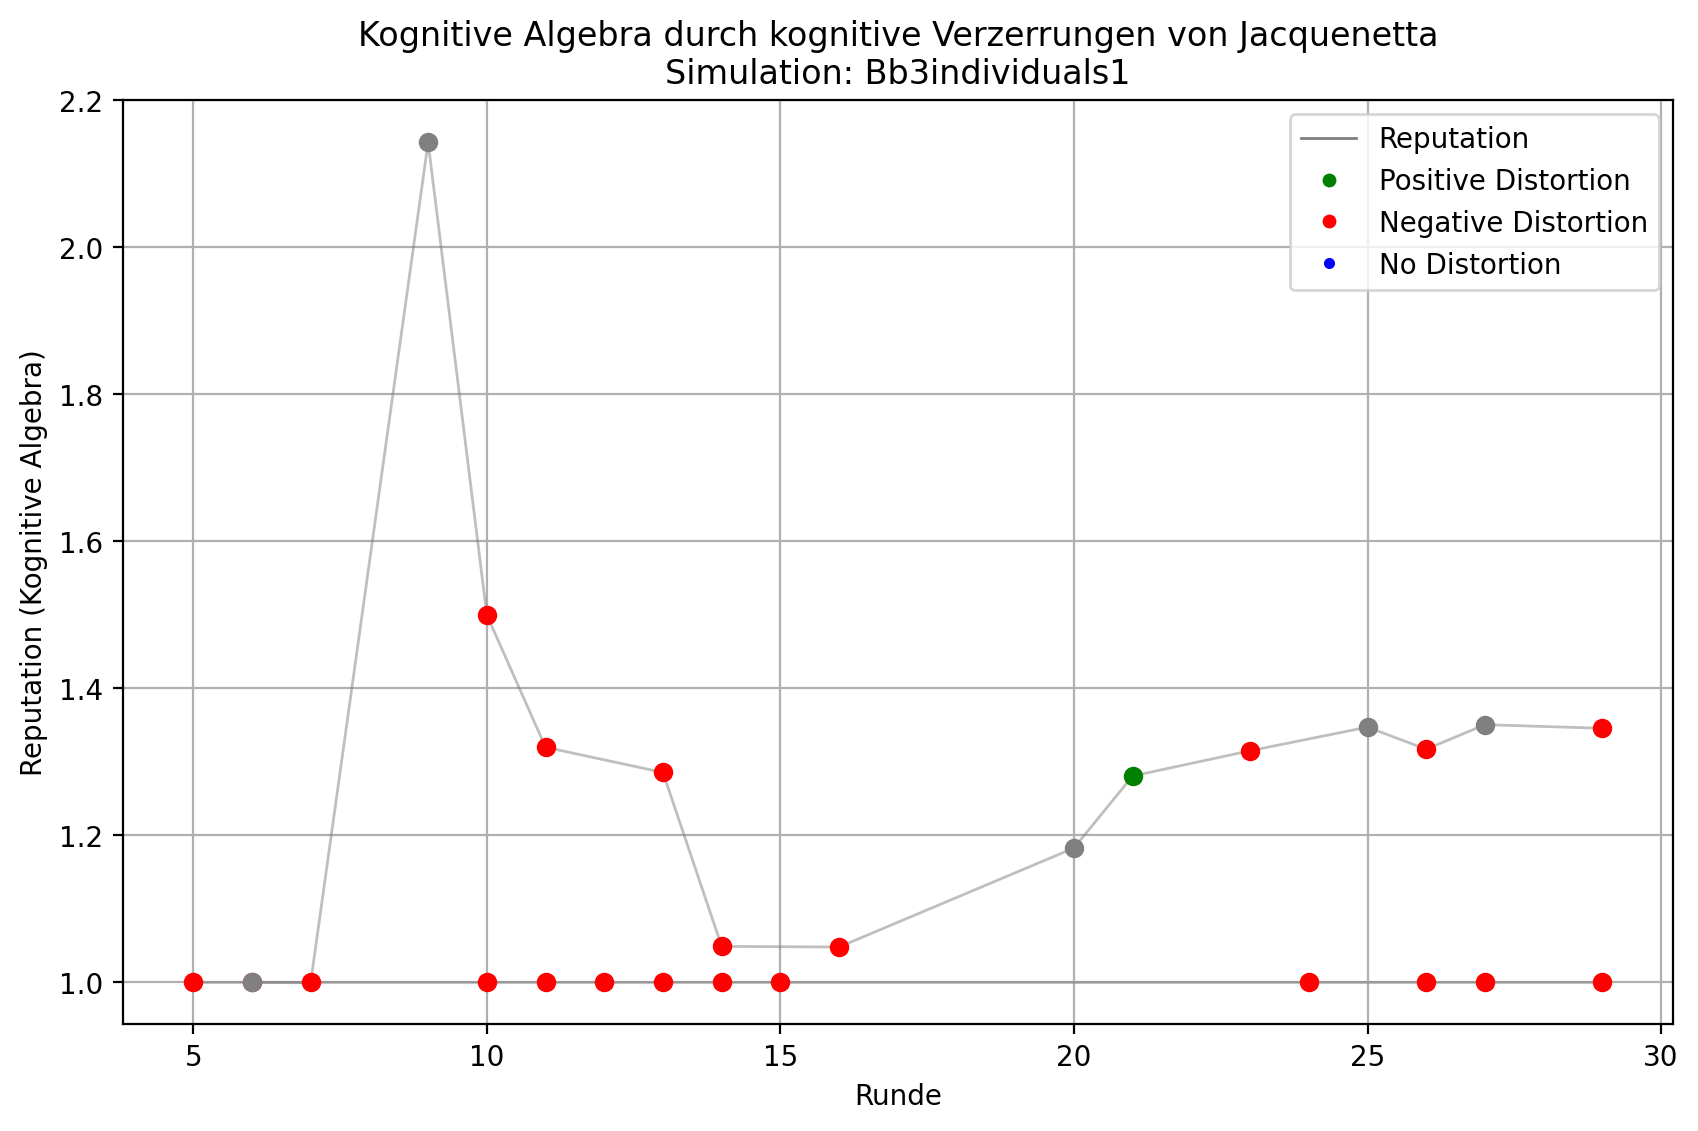 Kognitive Algebra durch kognitive Verzerrungen von Jacquenetta
Simulation: Bb3individuals1
Reputation
Positive Distortion
Negative Distortion
No Distortion
Reputation (Kognitive Algebra)
2.2
2.0
1.8
1.6
1.4
1.2
1.0
5 10 15 20 25 30
Runde